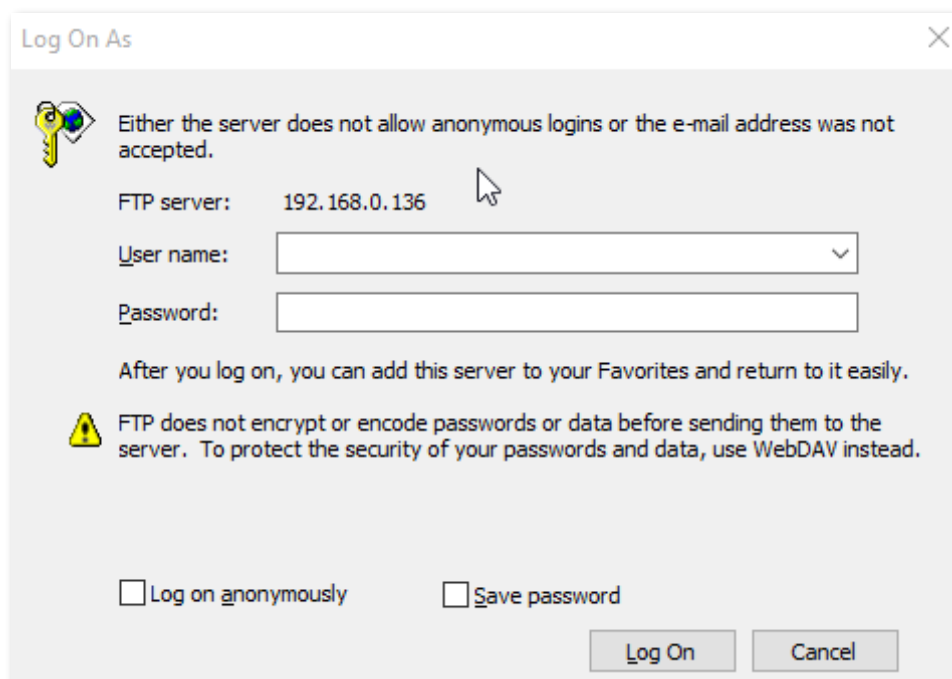 Log On As
Either the server does not allow anonymous logins or the e-mail address was not
accepted.
FTP server: 192.168.0.136
User name:
Password:
After you log on, you can add this server to your Favorites and return to it easily.
FTP does not encrypt or encode passwords or data before sending them to the
server. To protect the security of your passwords and data, use WebDAV instead.
Log on anonymously Save password
Log On Cancel